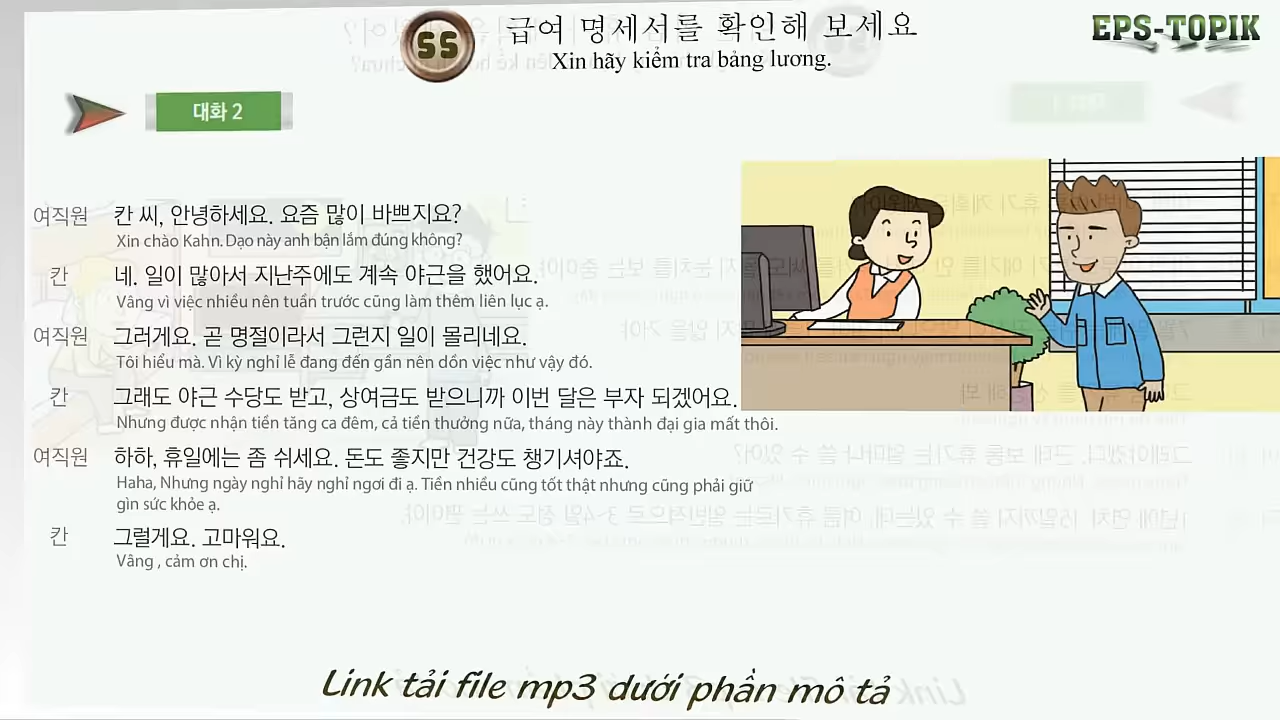 55
급여 명세서를 확인해 보세요
EPS-TOPIK
Xin hãy kiểm tra bảng lương.
대화 2
여직원 칸 씨, 안녕하세요. 요즘 많이 바쁘지요?
Xin chào Kahn. Dạo này anh bận lắm đúng không?
칸 네. 일이 많아서 지난주에도 계속 야근을 했어요.
Vâng vì việc nhiều nên tuần trước cũng làm thêm liên lục ạ.
여직원 그러게요. 곧 명절이라서 그런지 일이 몰리네요.
Tôi hiểu mà. Vì kỳ nghỉ lễ đang đến gần nên dồn việc như vậy đó.
칸 그래도 야근 수당도 받고, 상여금도 받으니까 이번 달은 부자 되겠어요.
Nhưng được nhận tiền tăng ca đêm, cả tiền thưởng nữa, tháng này thành đại gia mất thôi.
여직원 하하, 휴일에는 좀 쉬세요. 돈도 좋지만 건강도 챙기셔야죠.
Haha, Nhưng ngày nghỉ hãy nghỉ ngơi đi ạ. Tiền nhiều cũng tốt thật nhưng cũng phải giữ
gìn sức khỏe ạ.
칸 그럴게요. 고마워요.
Vâng , cảm ơn chị.
Link tải file mp3 dưới phần mô tả